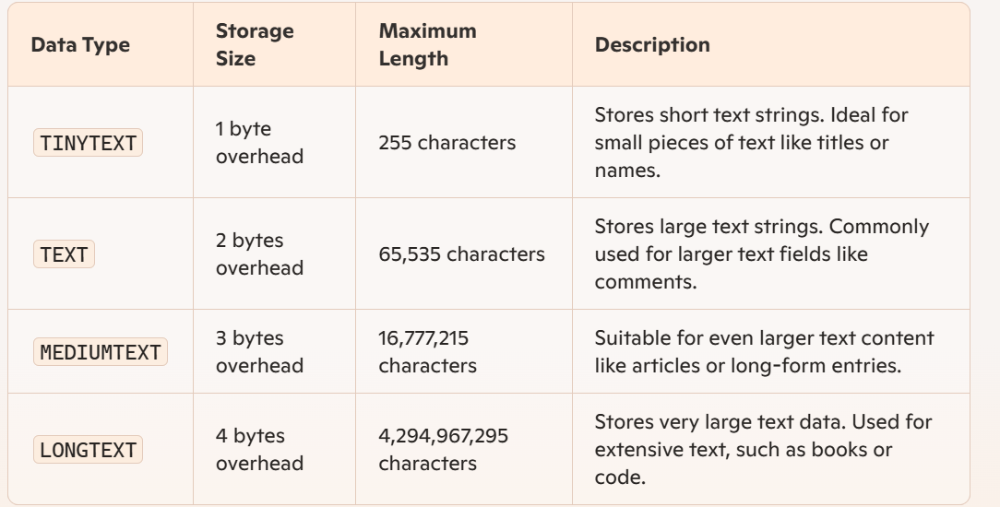 Data Type
Storage
Size
Maximum
Length
Description
TINYTEXT
1 byte
overhead
255 characters
Stores short text strings. Ideal for
small pieces of text like titles or
names.
TEXT
2 bytes
overhead
65,535 characters
Stores large text strings. Commonly
used for larger text fields like
comments.
MEDIUMTEXT
3 bytes
overhead
16,777,215
characters
Suitable for even larger text content
like articles or long-form entries.
LONGTEXT
4 bytes
overhead
4,294,967,295
characters
Stores very large text data. Used for
extensive text, such as books or
code.